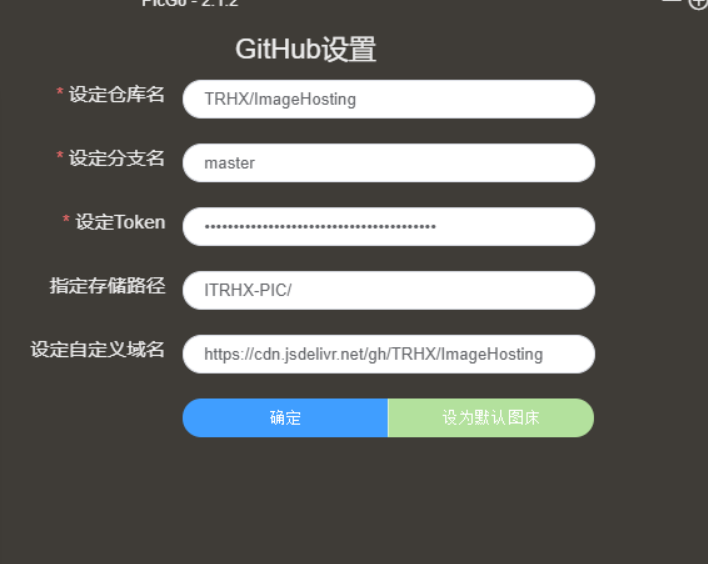 PicGo - 2.1.2
GitHub设置
* 设定仓库名 TRHX/ImageHosting
* 设定分支名 master
* 设定Token ••••••••••••••••••••••••••••••••••••••••
指定存储路径 ITRHX-PIC/
设定自定义域名 https://cdn.jsdelivr.net/gh/TRHX/ImageHosting
确定 设为默认图床